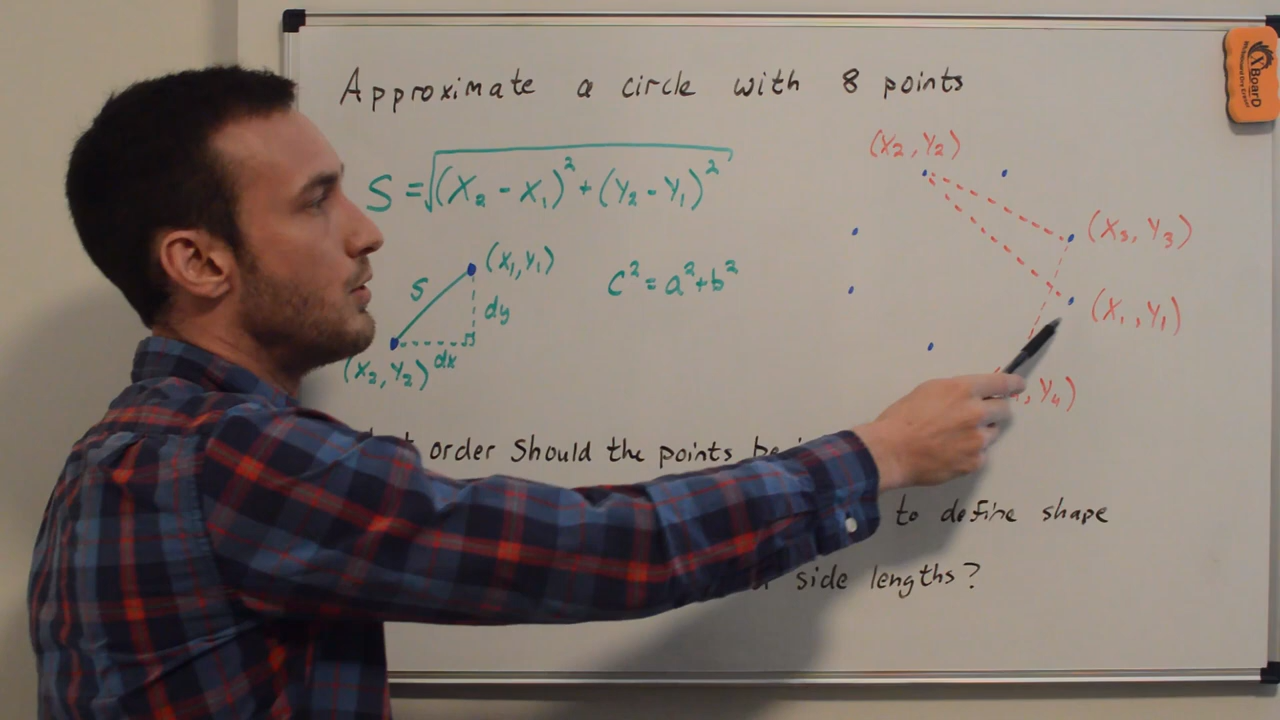 Approximate a circle with 8 points
S = √(X₂ - X₁)² + (Y₂ - Y₁)²
(X₁, Y₁)
S
dy
dx
(X₂, Y₂)
c² = a² + b²
(X₂, Y₂)
(X₃, Y₃)
(X₁, Y₁)
, Y₄)
order should the points be
to define shape
side lengths?
XBoarD